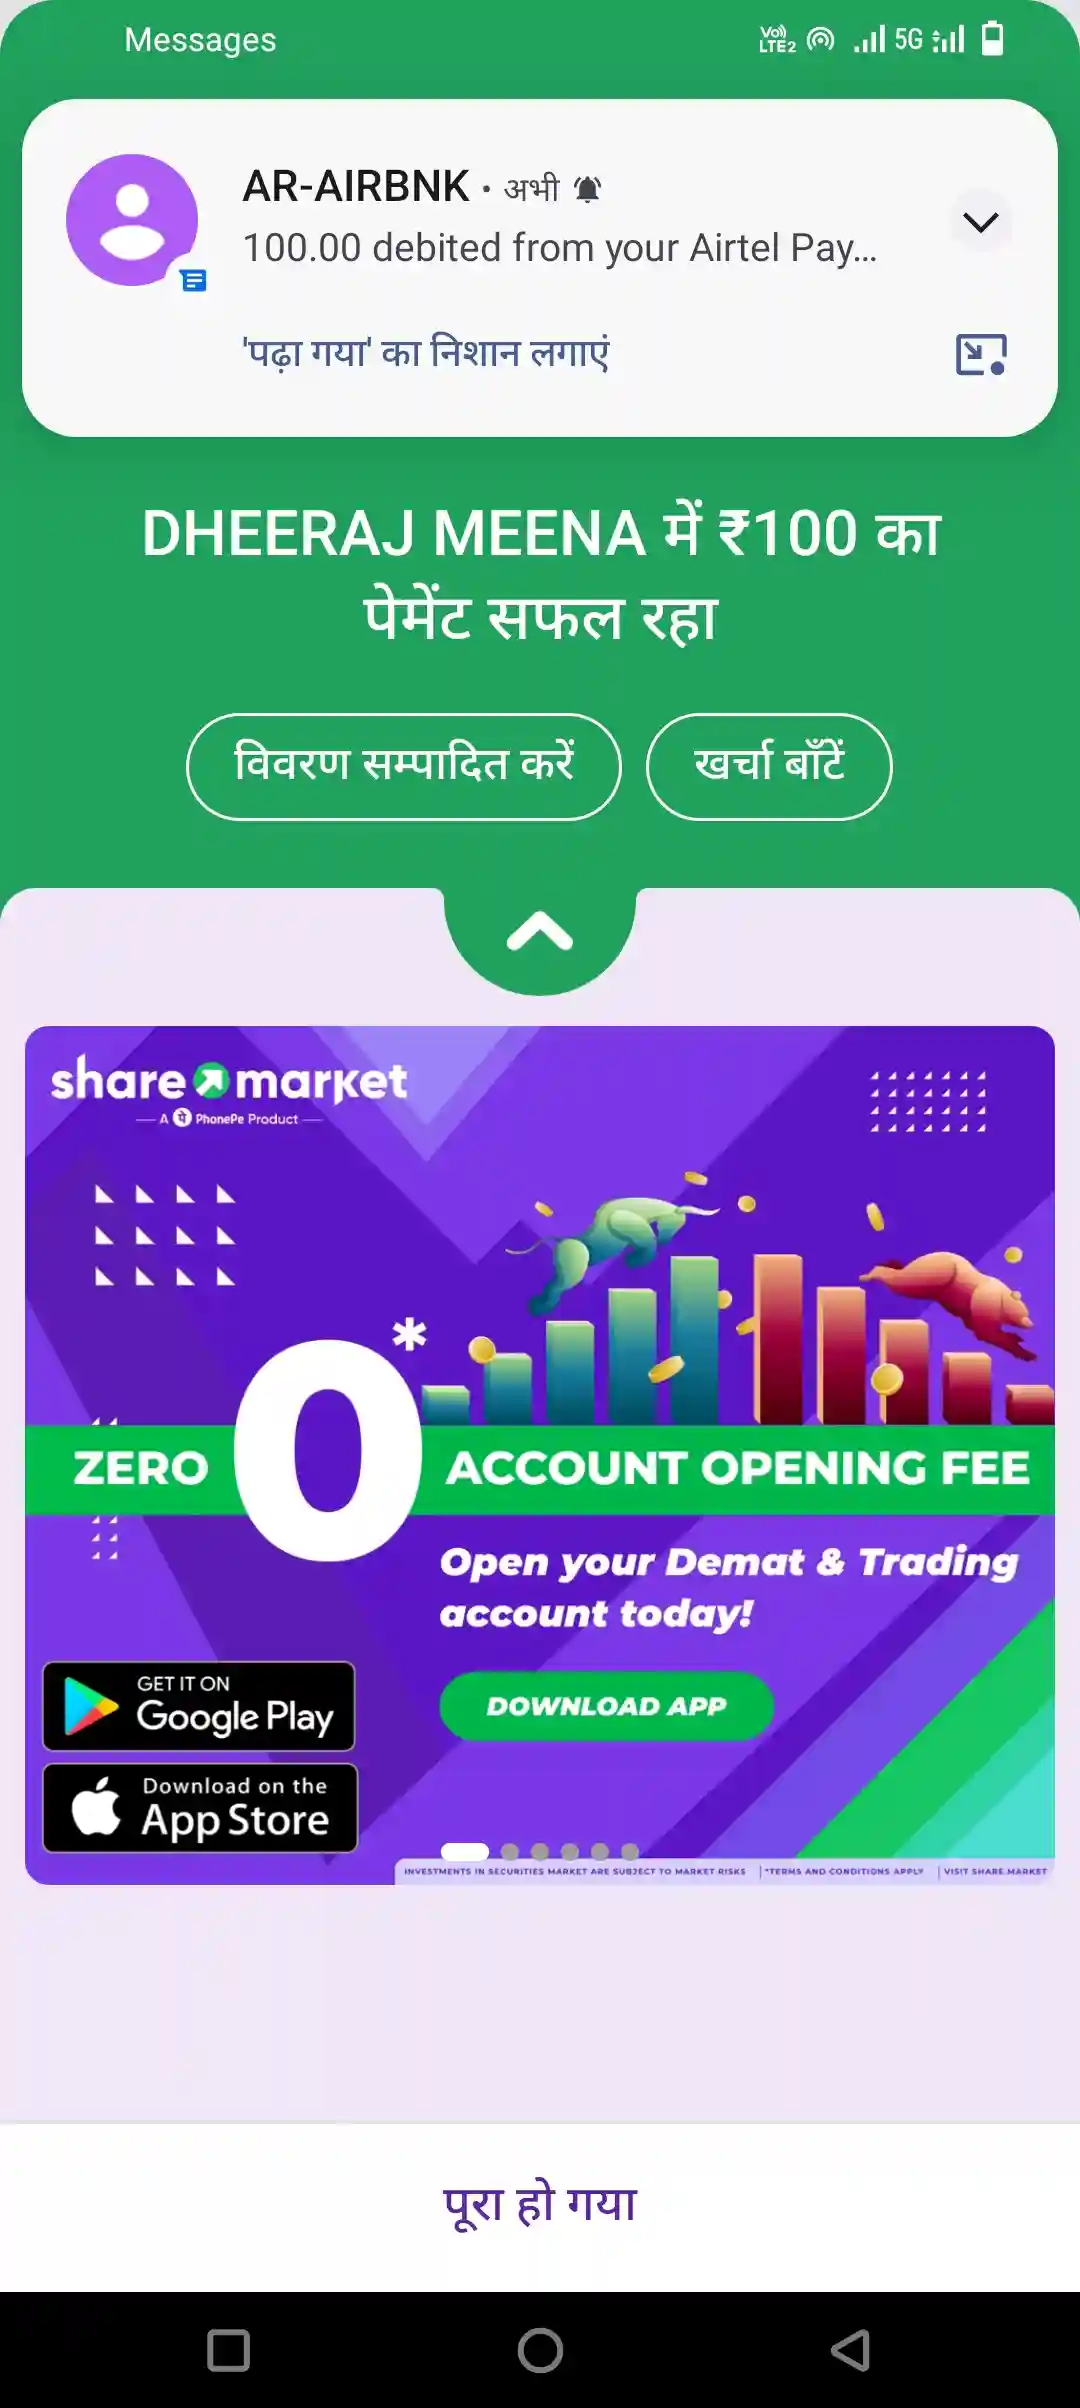 Messages
Vo)) LTE2 5G
AR-AIRBNK • अभी
100.00 debited from your Airtel Pay...
'पढ़ा गया' का निशान लगाएं
DHEERAJ MEENA में ₹100 का
पेमेंट सफल रहा
विवरण सम्पादित करें
खर्चा बाँटें
share market
A पे PhonePe Product
ZERO 0* ACCOUNT OPENING FEE
Open your Demat & Trading
account today!
DOWNLOAD APP
GET IT ON
Google Play
Download on the
App Store
INVESTMENTS IN SECURITIES MARKET ARE SUBJECT TO MARKET RISKS | *TERMS AND CONDITIONS APPLY | VISIT SHARE.MARKET
पूरा हो गया